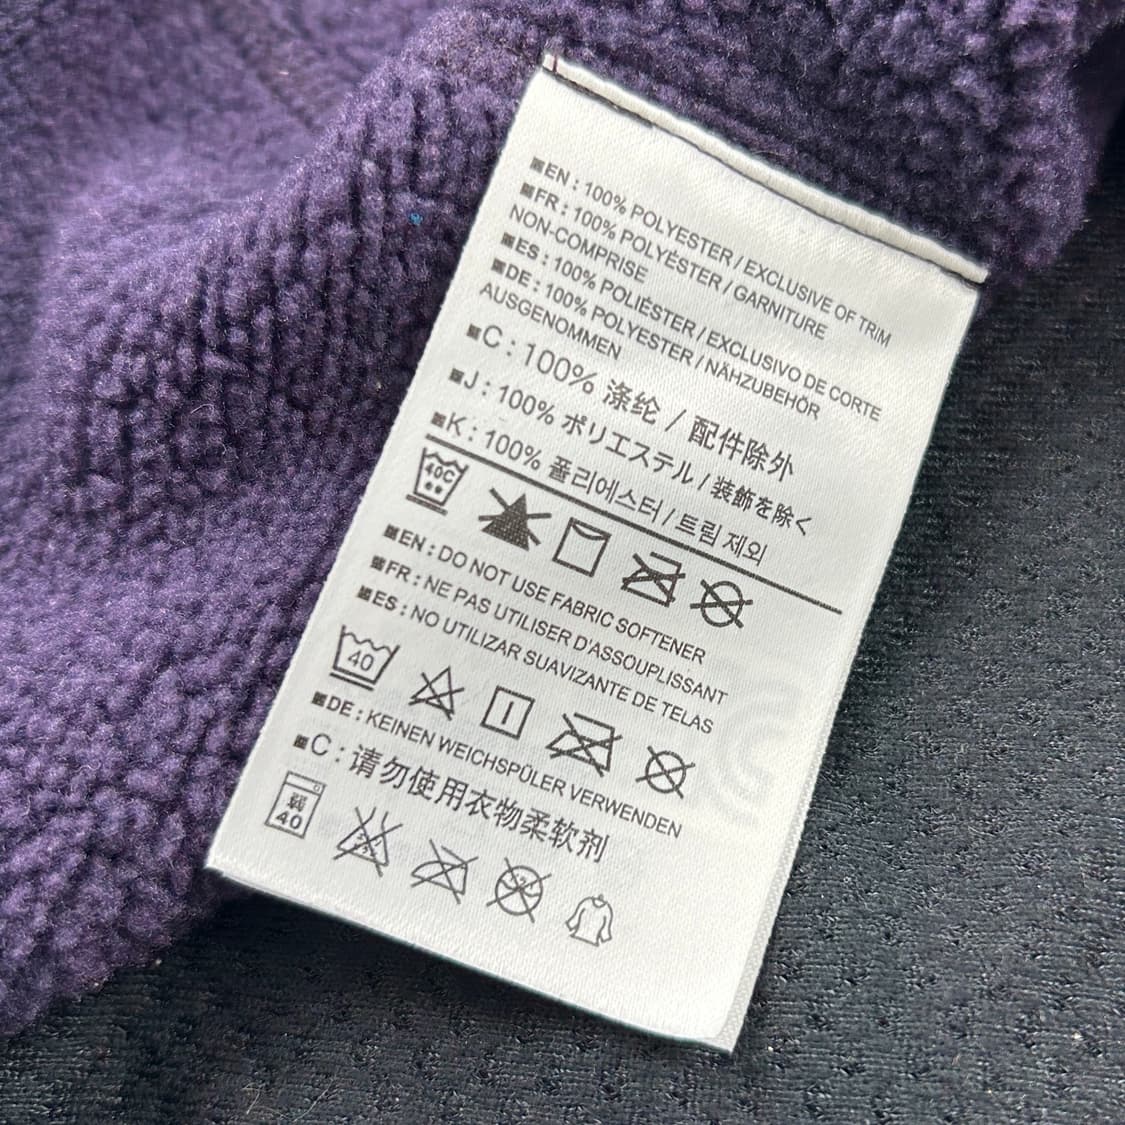 EN : 100% POLYESTER / EXCLUSIVE OF TRIM
FR : 100% POLYÉSTER / GARNITURE
NON-COMPRISE
ES : 100% POLIÉSTER / EXCLUSIVO DE CORTE
DE : 100% POLYESTER / NÄHZUBEHÖR
AUSGENOMMEN
C : 100% 涤纶 / 配件除外
J : 100% ポリエステル / 装飾を除く
K : 100% 폴리에스터 / 트림 제외
40C
EN : DO NOT USE FABRIC SOFTENER
FR : NE PAS UTILISER D'ASSOUPLISSANT
ES : NO UTILIZAR SUAVIZANTE DE TELAS
40
DE : KEINEN WEICHSPÜLER VERWENDEN
C : 请勿使用衣物柔软剂
弱
40